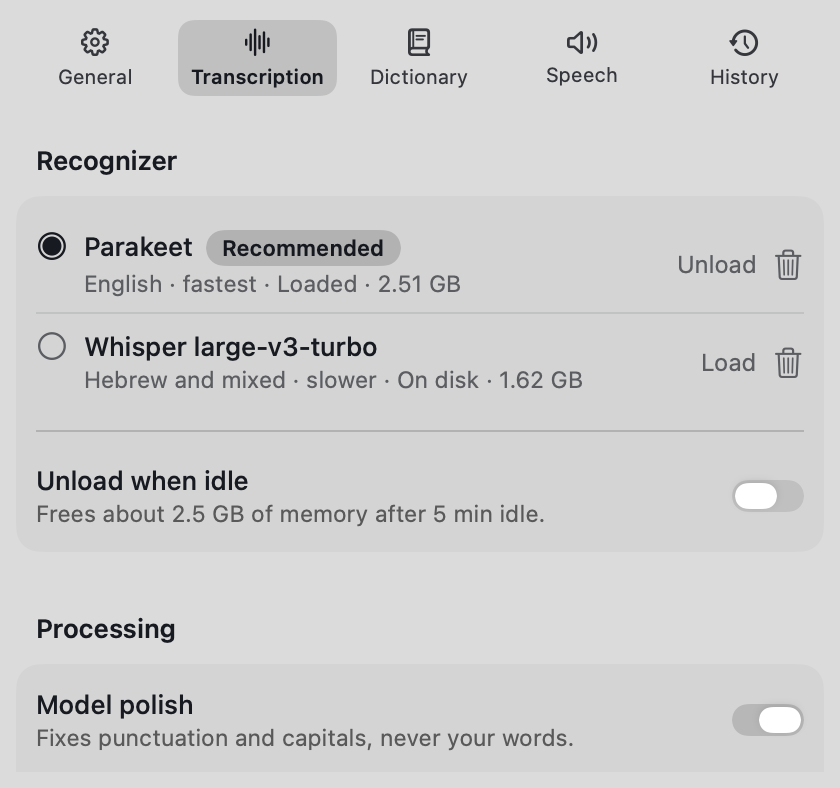 General
Transcription
Dictionary
Speech
History
Recognizer
Parakeet Recommended
English · fastest · Loaded · 2.51 GB
Unload
Whisper large-v3-turbo
Hebrew and mixed · slower · On disk · 1.62 GB
Load
Unload when idle
Frees about 2.5 GB of memory after 5 min idle.
Processing
Model polish
Fixes punctuation and capitals, never your words.